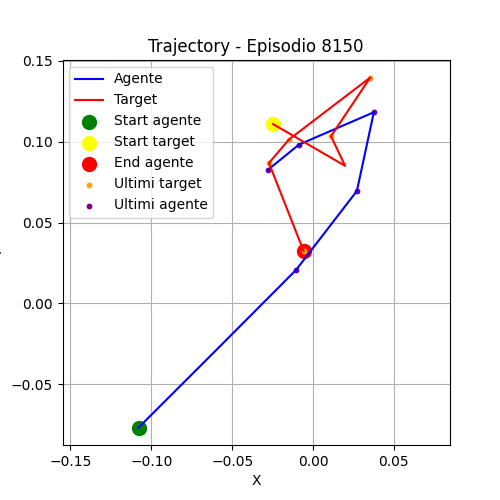 Trajectory - Episodio 8150
Agente
Target
Start agente
Start target
End agente
Ultimi target
Ultimi agente
0.15
0.10
0.05
0.00
−0.05
−0.15
−0.10
−0.05
0.00
0.05
X